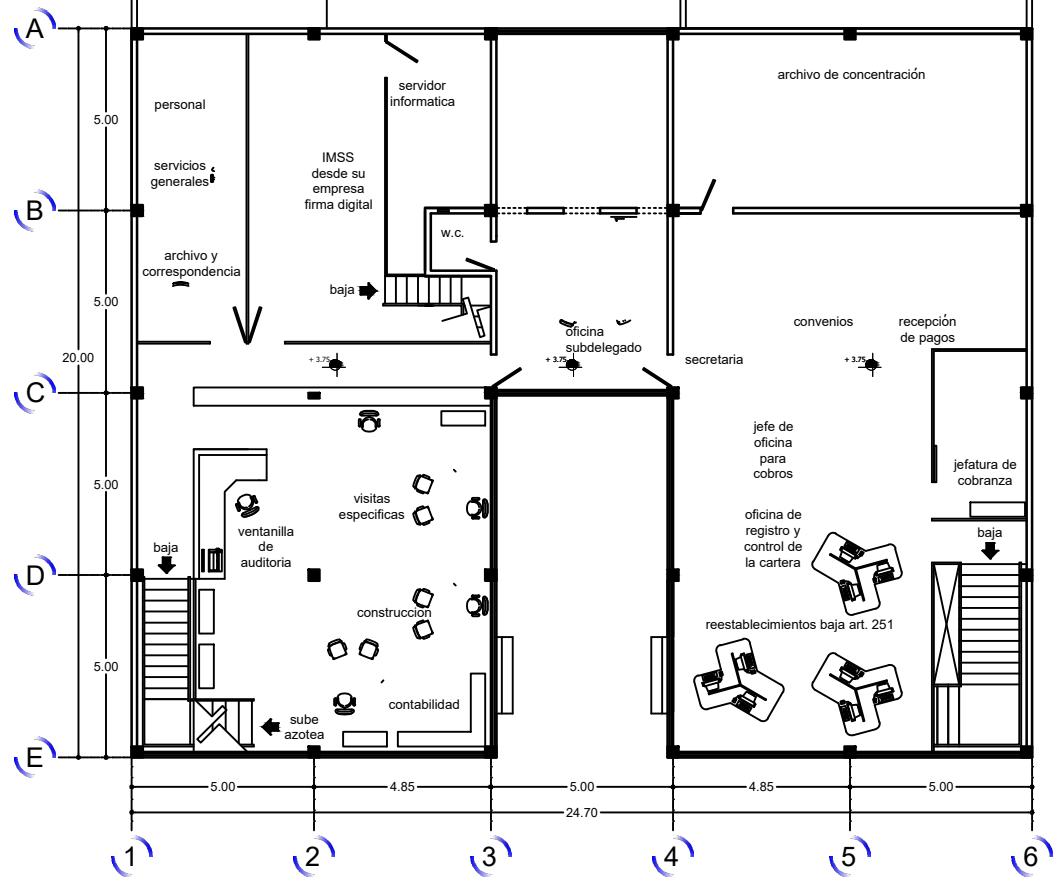 A
archivo de concentración
servidor
informatica
personal
5.00
IMSS
desde su
empresa
firma digital
servicios
generales
B
w.c.
archivo y
correspondencia
baja
5.00
convenios
recepción
de pagos
oficina
subdelegado
20.00
+ 3.75
+ 3.75
+ 3.75
secretaria
C
jefe de
oficina
para
cobros
jefatura de
cobranza
5.00
visitas
especificas
oficina de
registro y
control de
la cartera
ventanilla
de
auditoria
baja
baja
D
construccion
reestablecimientos baja art. 251
5.00
contabilidad
sube
azotea
E
5.00
4.85
5.00
4.85
5.00
24.70
1
2
3
4
5
6